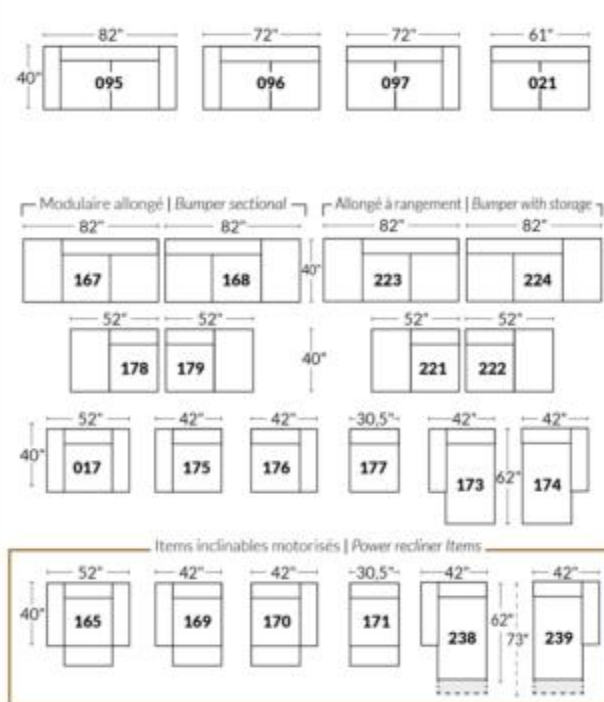 82" 72" 72" 61"
40" 095 096 097 021
Modulaire allongé | Bumper sectional Allongé à rangement | Bumper with storage
82" 82" 82" 82"
167 168 40" 223 224
52" 52" 52" 52"
178 179 40" 221 222
52" 42" 42" 30,5" 42" 42"
40" 017 175 176 177 173 62" 174
Items inclinables motorisés | Power recliner Items
52" 42" 42" 30,5" 42" 42"
40" 165 169 170 171 238 62" 73" 239